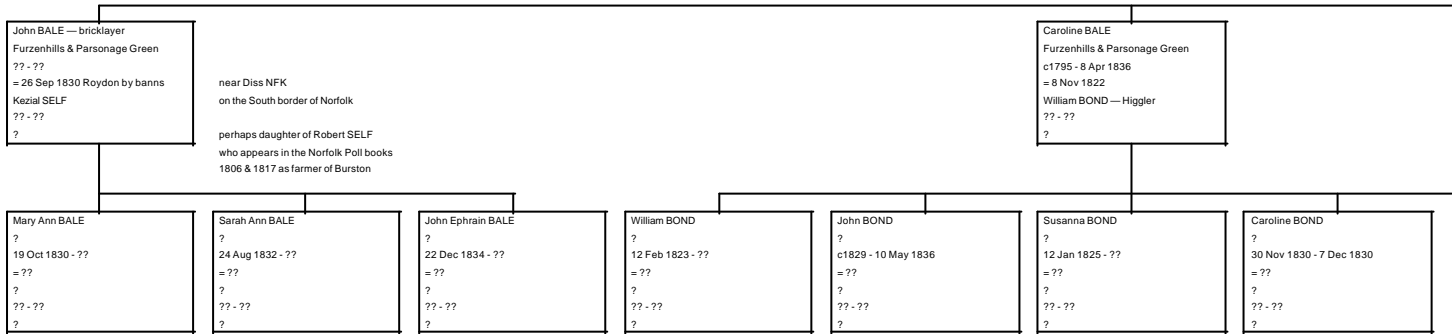 John BALE — bricklayer
Furzenhills & Parsonage Green
?? - ??
= 26 Sep 1830 Roydon by banns
Kezial SELF
?? - ??
?
near Diss NFK
on the South border of Norfolk
perhaps daughter of Robert SELF
who appears in the Norfolk Poll books
1806 & 1817 as farmer of Burston
Caroline BALE
Furzenhills & Parsonage Green
c1795 - 8 Apr 1836
= 8 Nov 1822
William BOND — Higgler
?? - ??
?
Mary Ann BALE
?
19 Oct 1830 - ??
= ??
?
?? - ??
?
Sarah Ann BALE
?
24 Aug 1832 - ??
= ??
?
?? - ??
?
John Ephrain BALE
?
22 Dec 1834 - ??
= ??
?
?? - ??
?
William BOND
?
12 Feb 1823 - ??
= ??
?
?? - ??
?
John BOND
?
c1829 - 10 May 1836
= ??
?
?? - ??
?
Susanna BOND
?
12 Jan 1825 - ??
= ??
?
?? - ??
?
Caroline BOND
?
30 Nov 1830 - 7 Dec 1830
= ??
?
?? - ??
?